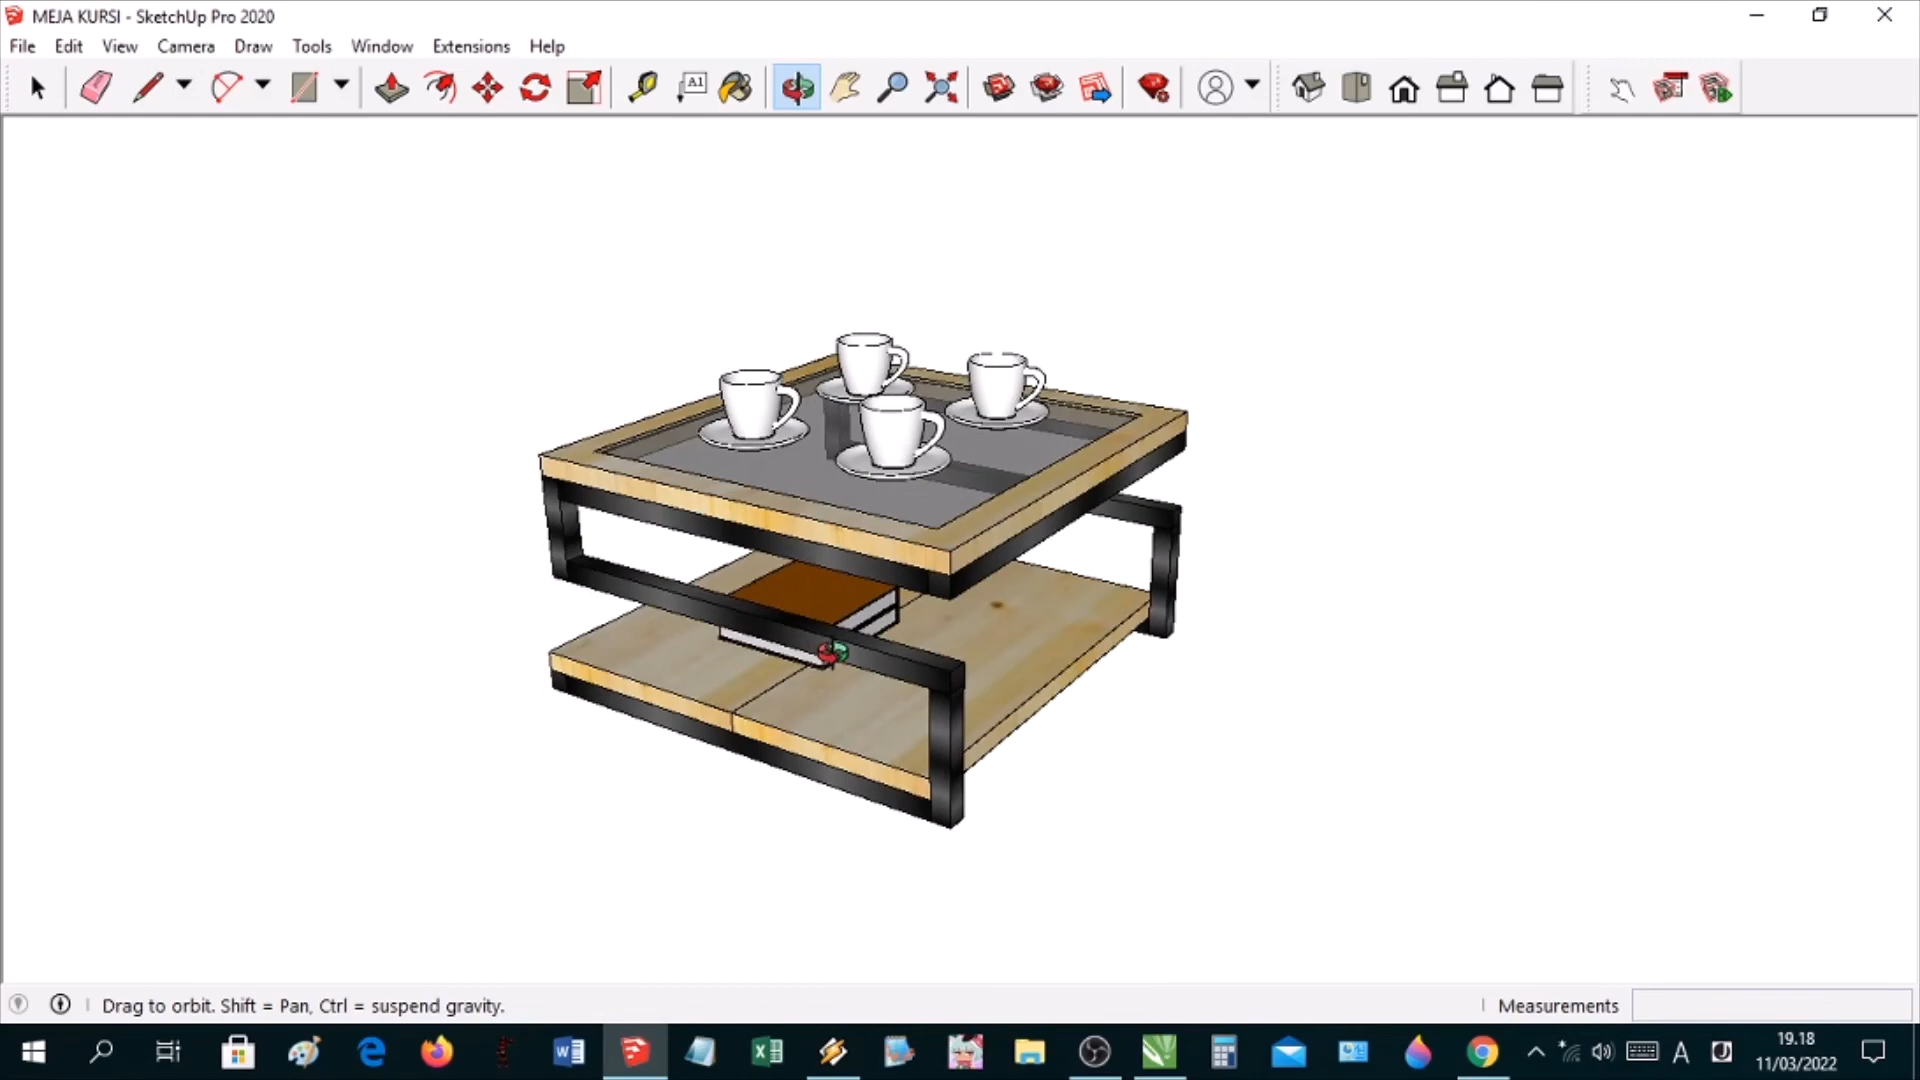 MEJA KURSI - SketchUp Pro 2020
File Edit View Camera Draw Tools Window Extensions Help
A1
Drag to orbit. Shift = Pan, Ctrl = suspend gravity.
Measurements
A
19.18
11/03/2022